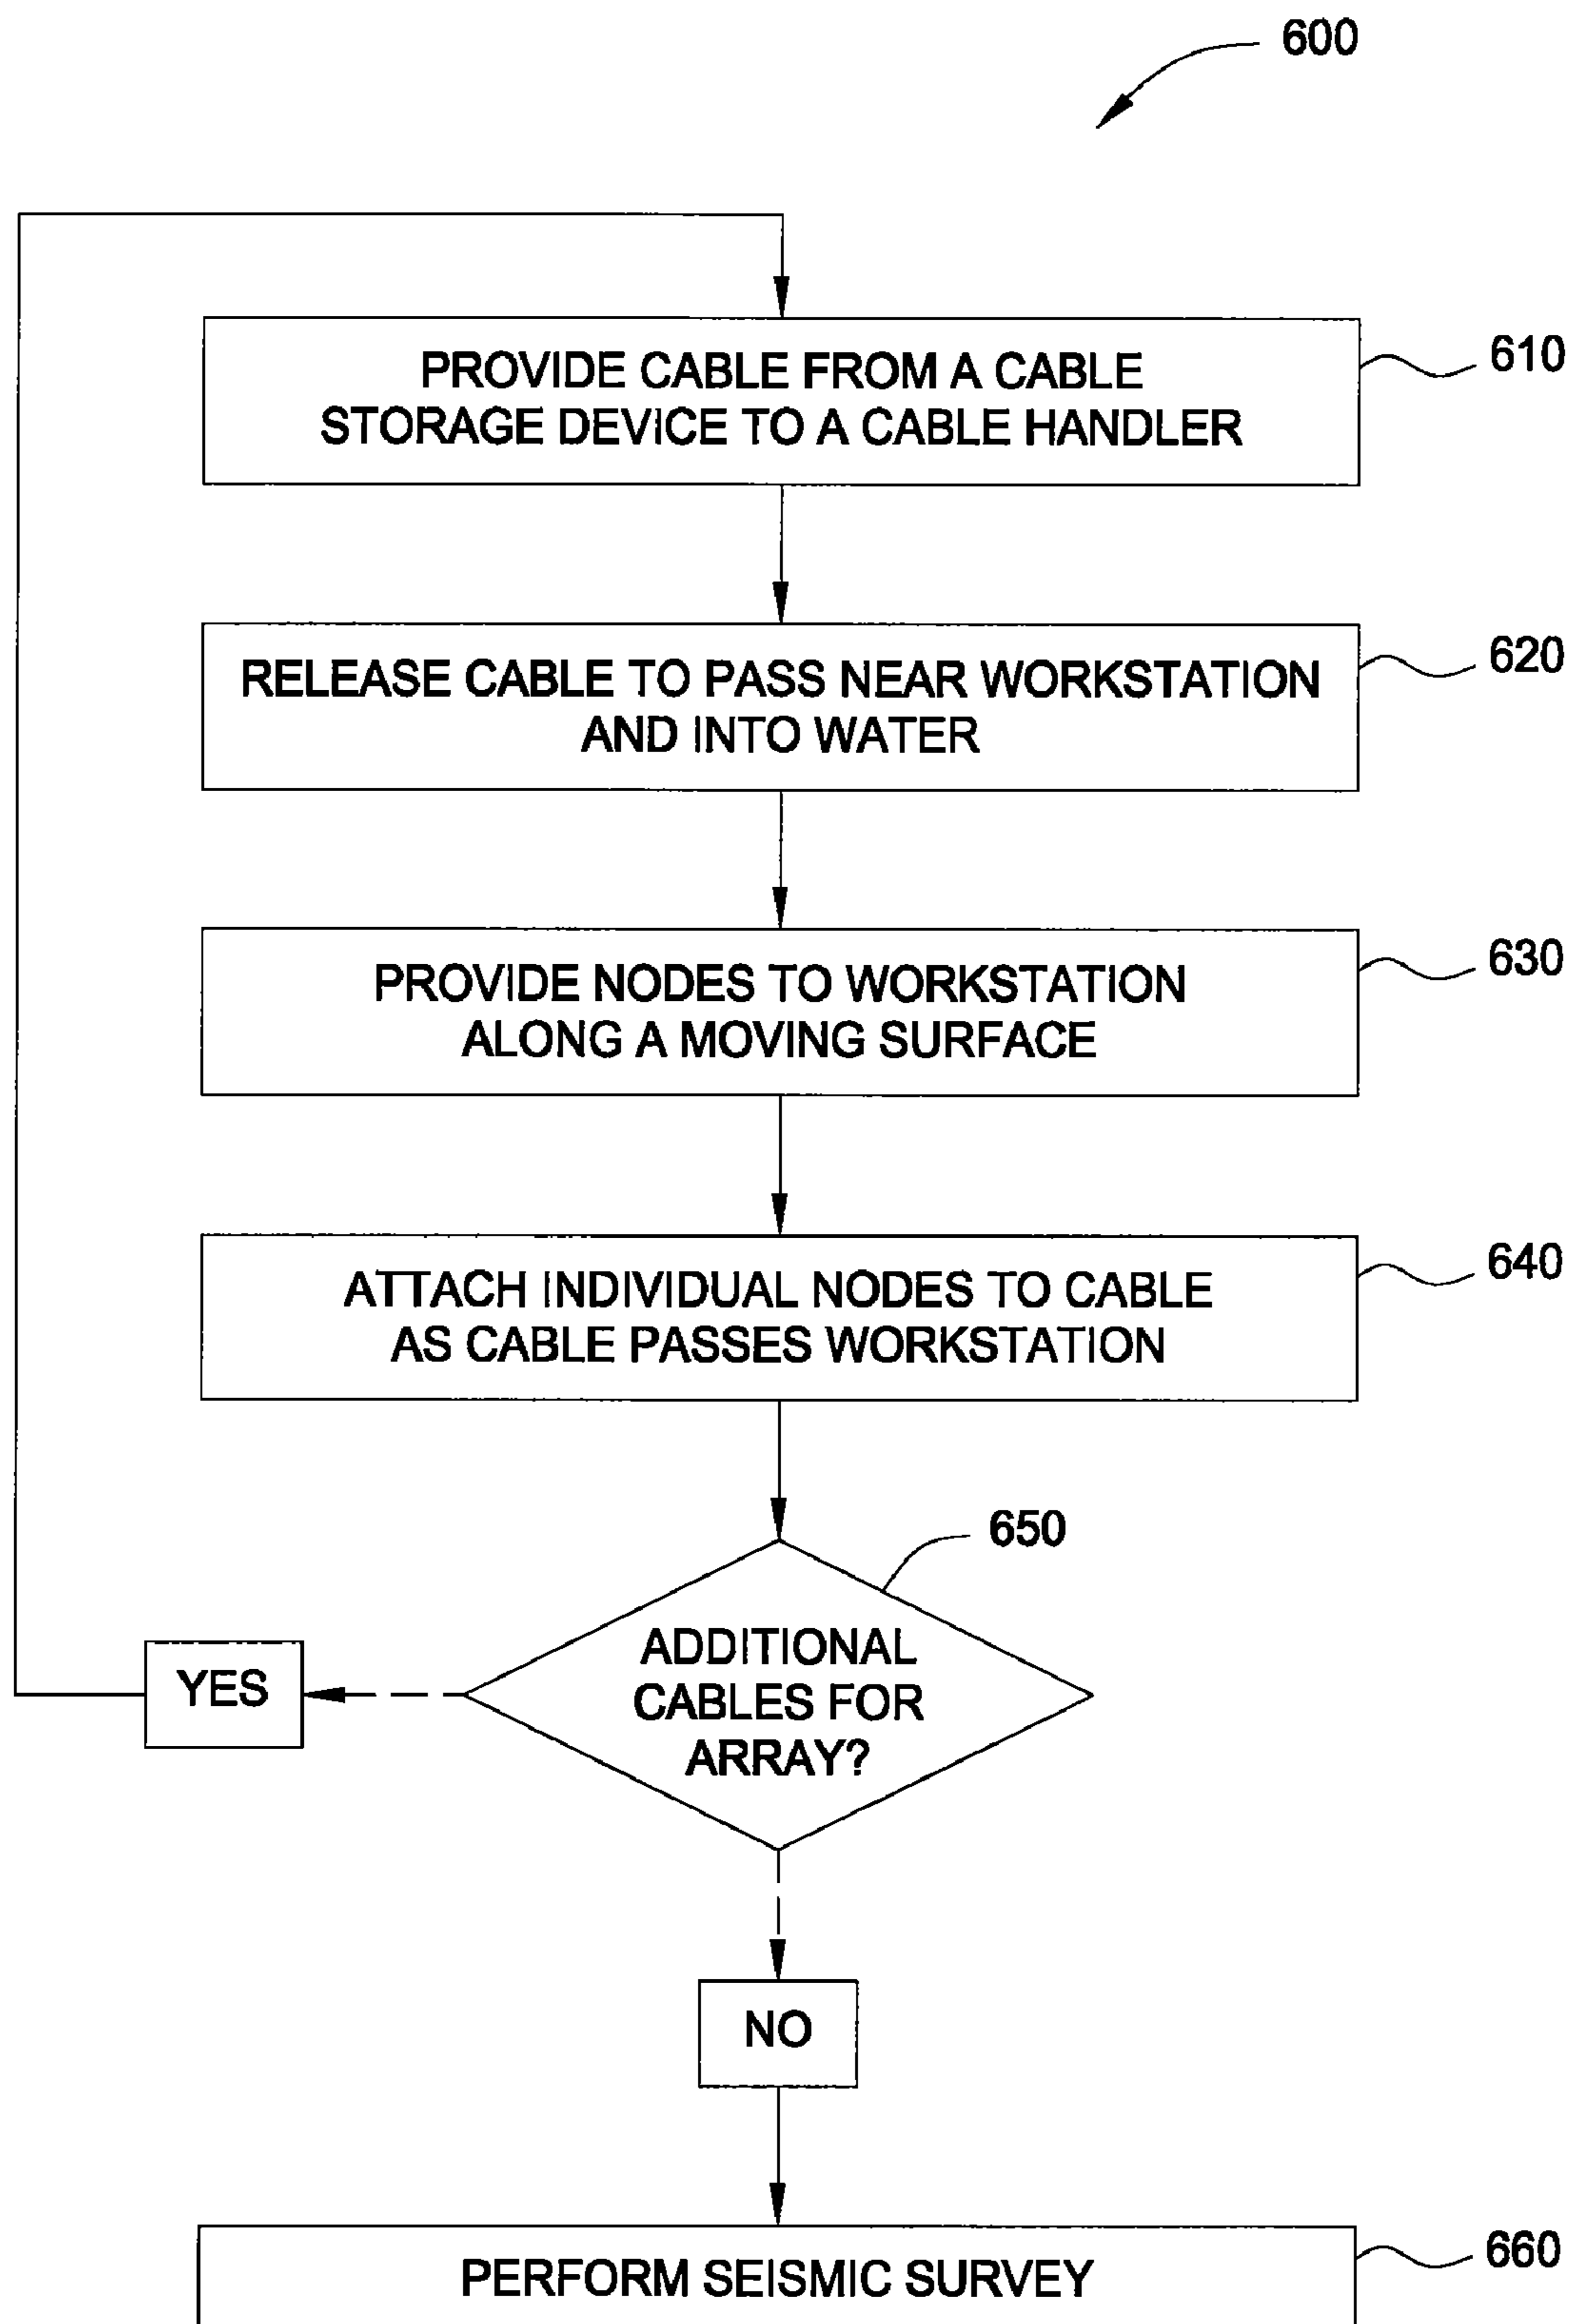 600
PROVIDE CABLE FROM A CABLE
STORAGE DEVICE TO A CABLE HANDLER
610
RELEASE CABLE TO PASS NEAR WORKSTATION
AND INTO WATER
620
PROVIDE NODES TO WORKSTATION
ALONG A MOVING SURFACE
630
ATTACH INDIVIDUAL NODES TO CABLE
AS CABLE PASSES WORKSTATION
640
650
ADDITIONAL
CABLES FOR
ARRAY?
YES
NO
PERFORM SEISMIC SURVEY
660